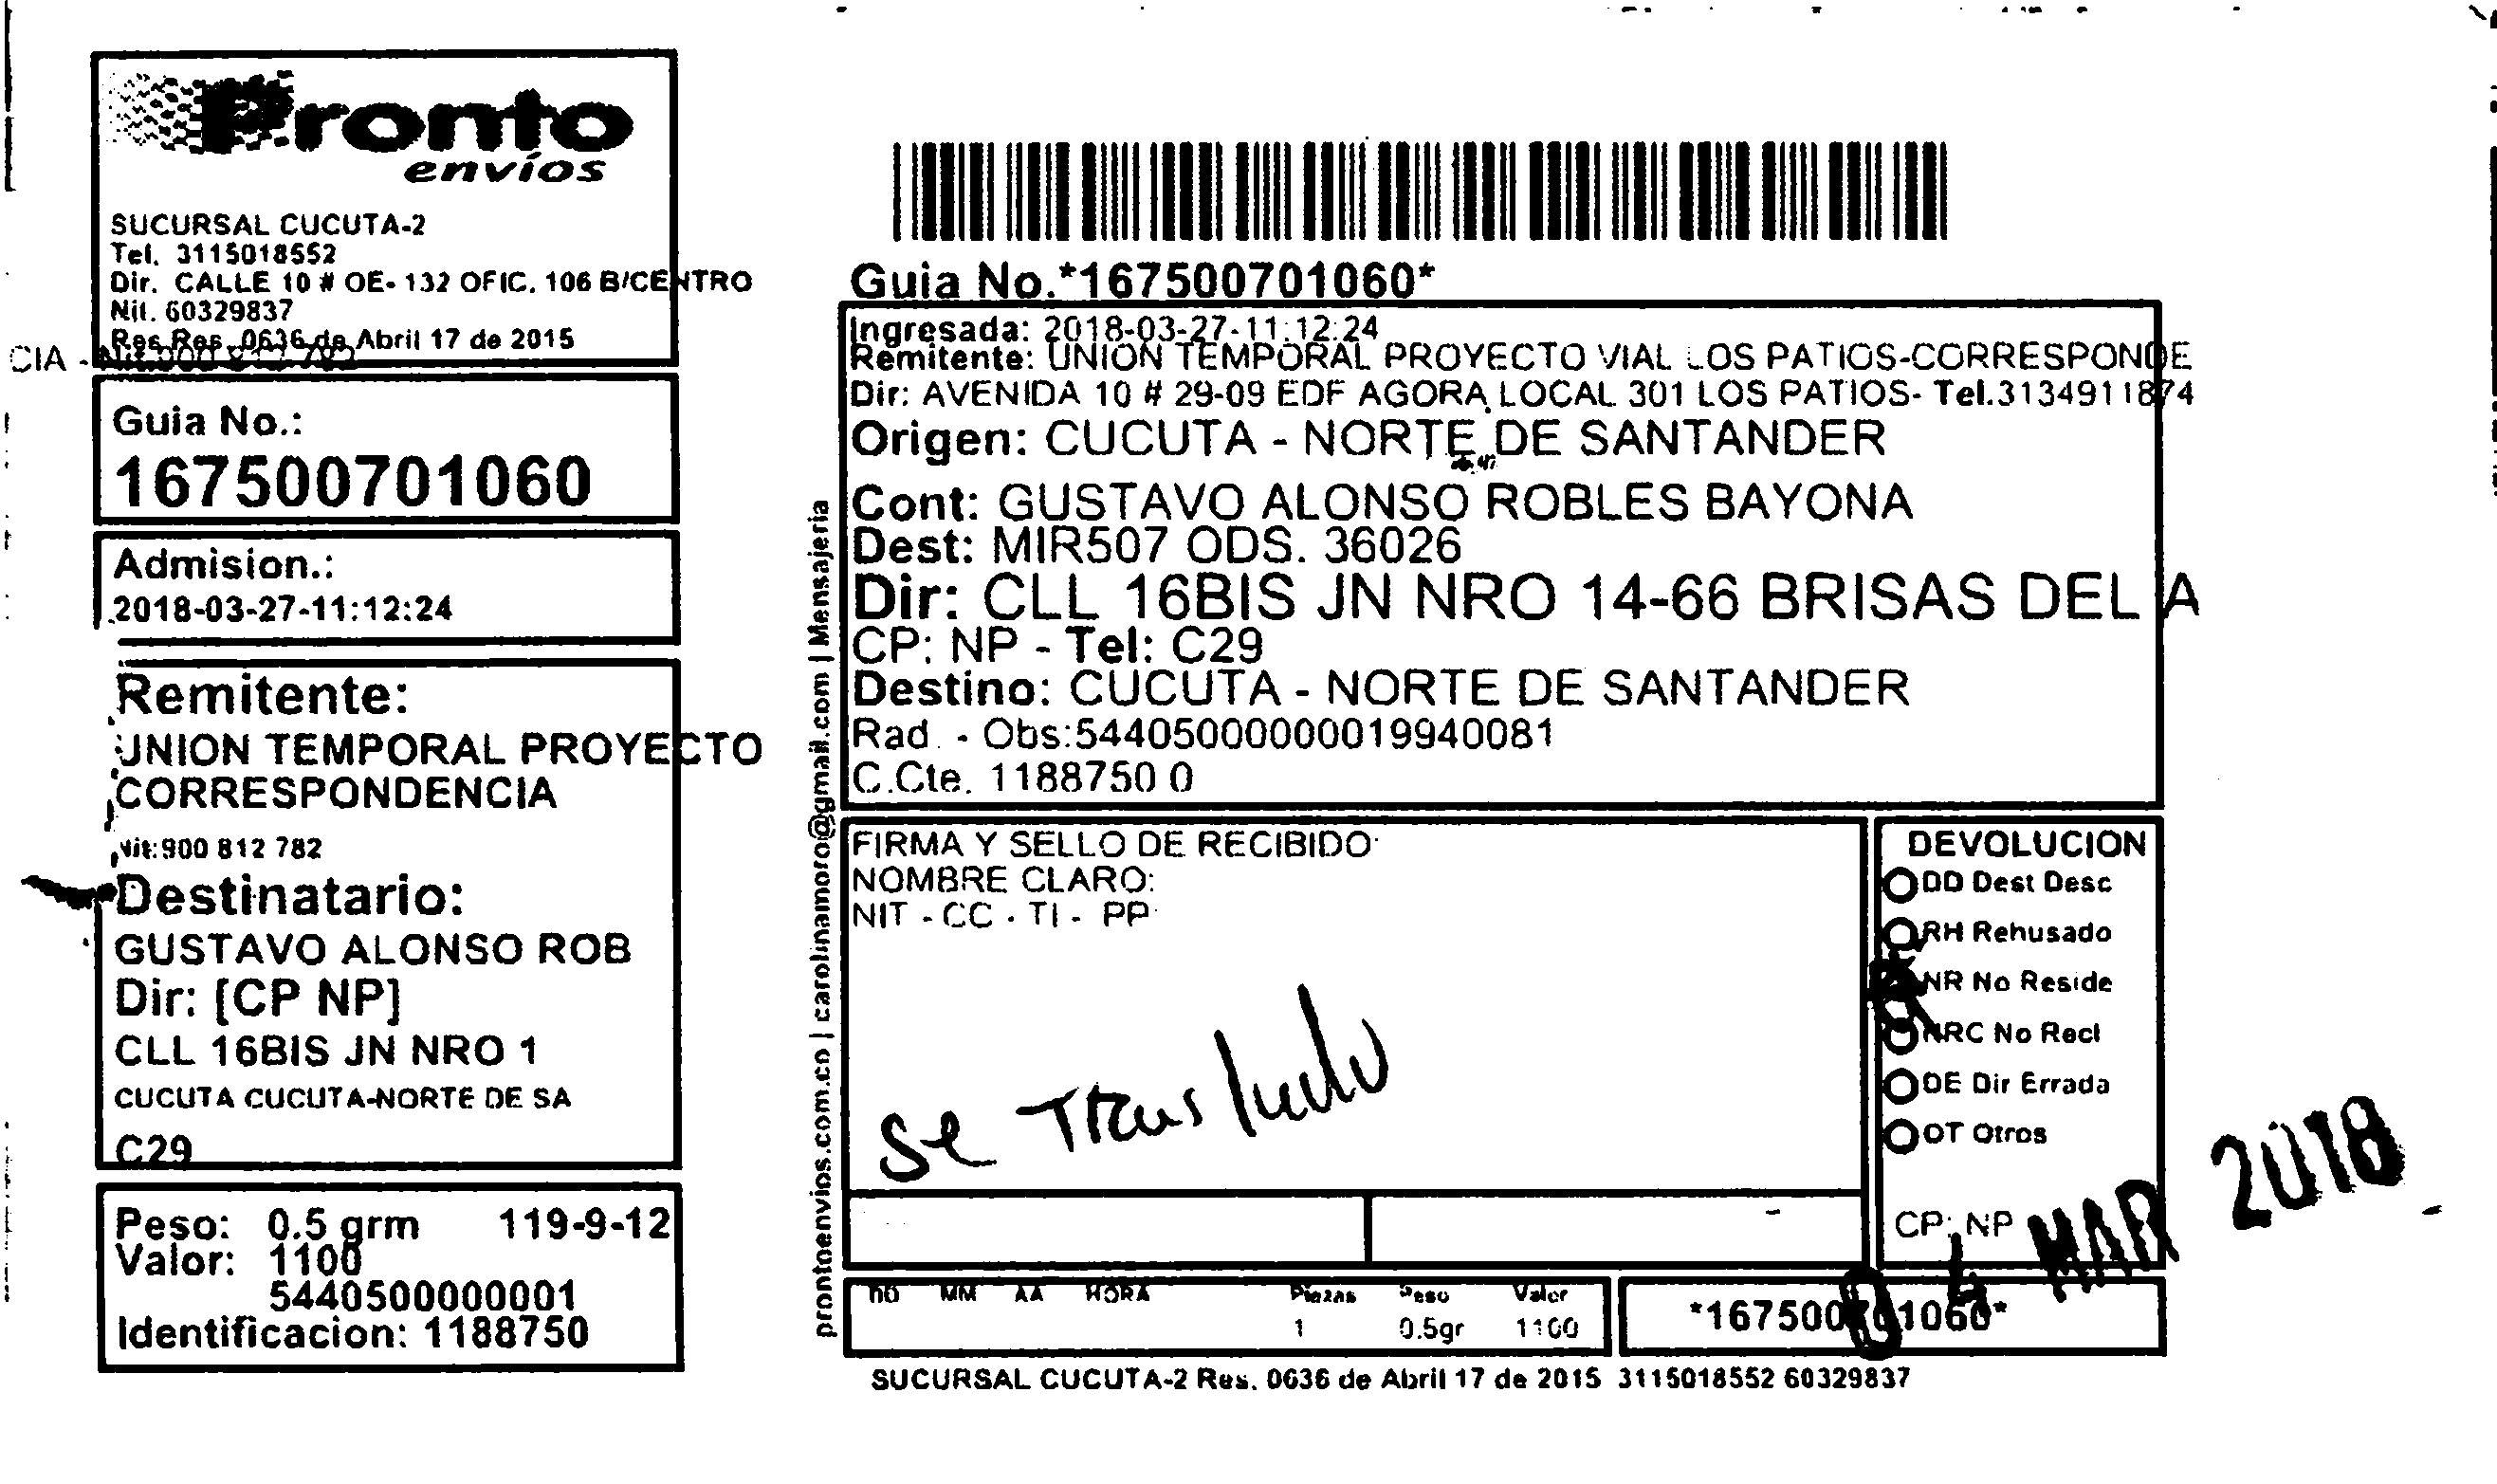 Pronto
envíos
SUCURSAL CUCUTA-2
Tel. 3115018552
Dir. CALLE 10 # OE- 132 OFIC. 106 B/CENTRO
Nit. 60329837
Res Res. 0636 de Abril 17 de 2015
CIA -
Guia No.:
167500701060
Admision.:
2018-03-27-11:12:24
Remitente:
UNION TEMPORAL PROYECTO
CORRESPONDENCIA
Nit:900 812 782
Destinatario:
GUSTAVO ALONSO ROB
Dir: [CP NP]
CLL 16BIS JN NRO 1
CUCUTA CUCUTA-NORTE DE SA
C29
Peso: 0.5 grm 119-9-12
Valor: 1100
5440500000001
Identificacion: 1188750
prontoenvios.com.co | carolinamoro@gmail.com | Mensajeria
Guia No.*167500701060*
Ingresada: 2018-03-27-11:12:24
Remitente: UNION TEMPORAL PROYECTO VIAL LOS PATIOS-CORRESPONDE
Dir: AVENIDA 10 # 29-09 EDF AGORA LOCAL 301 LOS PATIOS- Tel.3134911874
Origen: CUCUTA - NORTE DE SANTANDER
Cont: GUSTAVO ALONSO ROBLES BAYONA
Dest: MIR507 ODS. 36026
Dir: CLL 16BIS JN NRO 14-66 BRISAS DEL A
CP: NP - Tel: C29
Destino: CUCUTA - NORTE DE SANTANDER
Rad. - Obs:544050000000019940081
C.Cte. 1188750 0
FIRMA Y SELLO DE RECIBIDO
NOMBRE CLARO:
NIT - CC - TI - PP
Se Trasludo
DEVOLUCION
DD Dest Desc
RH Rehusado
NR No Reside
NRC No Recl
DE Dir Errada
OT Otros
CP: NP
MAR 2018
DD MM AA HORA Piezas Peso Valor
1 0.5gr 1100
*167500701060*
SUCURSAL CUCUTA-2 Res. 0636 de Abril 17 de 2015 3115018552 60329837